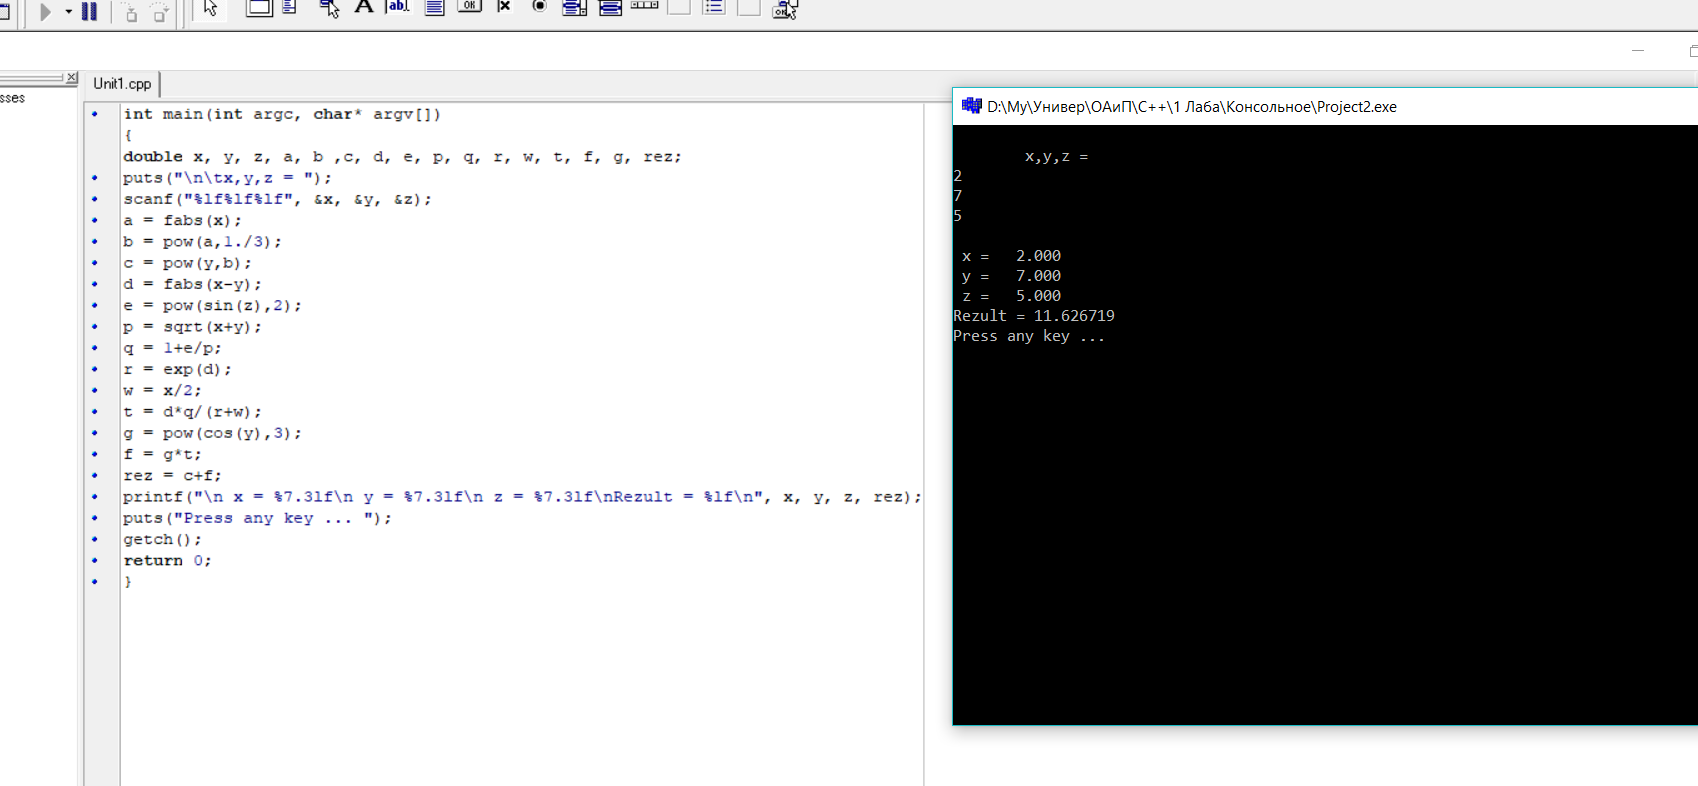 A
ab
OK
OK
sses
Unit1.cpp
int main(int argc, char* argv[])
{
double x, y, z, a, b ,c, d, e, p, q, r, w, t, f, g, rez;
puts("\n\tx,y,z = ");
scanf("%lf%lf%lf", &x, &y, &z);
a = fabs(x);
b = pow(a,1./3);
c = pow(y,b);
d = fabs(x-y);
e = pow(sin(z),2);
p = sqrt(x+y);
q = 1+e/p;
r = exp(d);
w = x/2;
t = d*q/(r+w);
g = pow(cos(y),3);
f = g*t;
rez = c+f;
printf("\n x = %7.3lf\n y = %7.3lf\n z = %7.3lf\nRezult = %lf\n", x, y, z, rez);
puts("Press any key ... ");
getch();
return 0;
}
D:\My\Универ\ОАиП\C++\1 Лаба\Консольное\Project2.exe
x,y,z =
2
7
5
x = 2.000
y = 7.000
z = 5.000
Rezult = 11.626719
Press any key ...